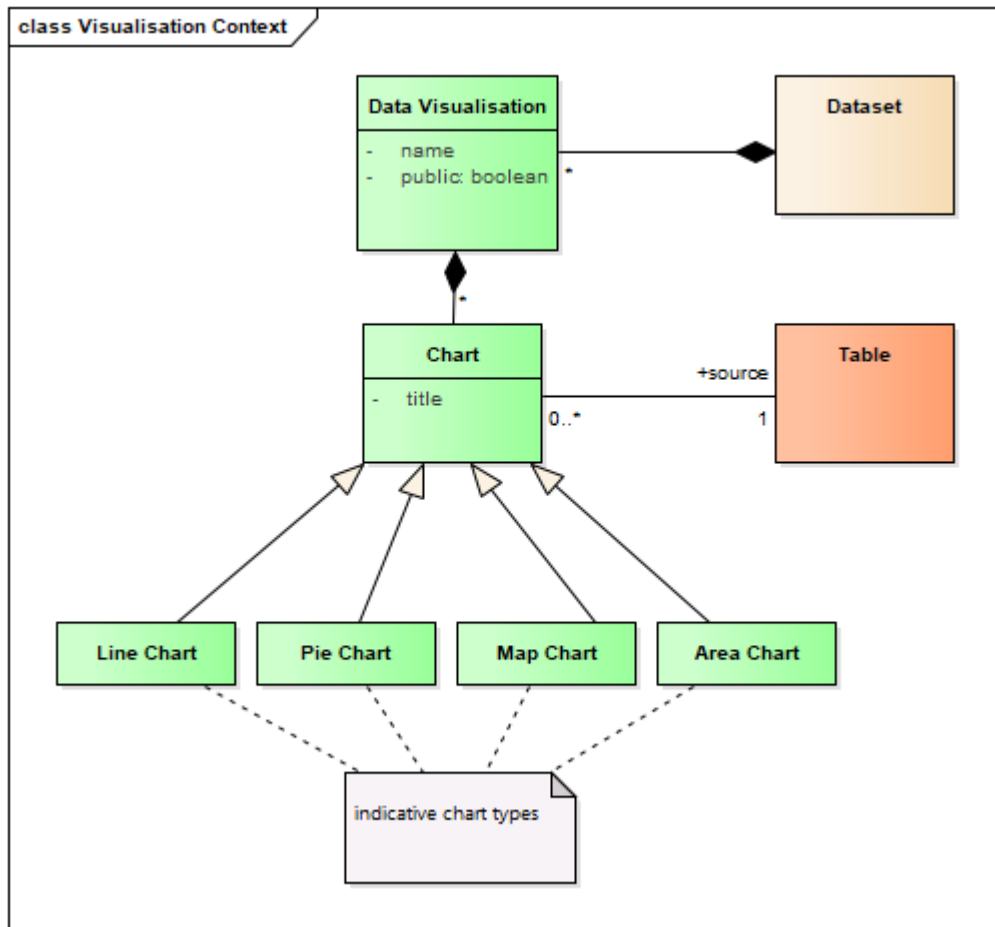 class Visualisation Context
Data Visualisation
- name
- public: boolean
*
Dataset
*
Chart
- title
+source
0..*
1
Table
Line Chart
Pie Chart
Map Chart
Area Chart
indicative chart types